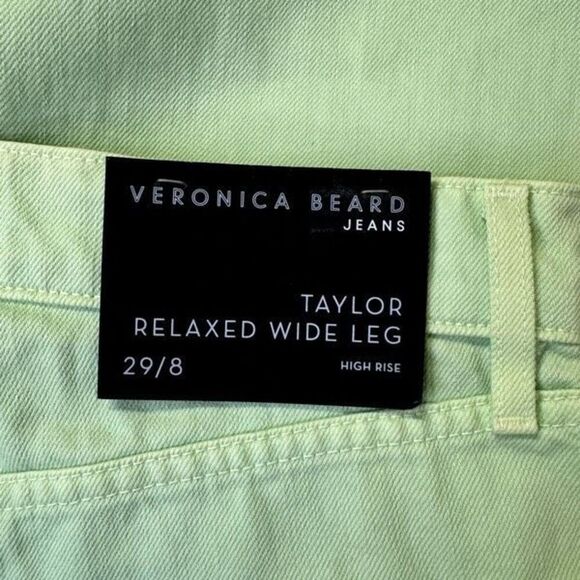 VERONICA BEARD
JEANS
TAYLOR
RELAXED WIDE LEG
29/8
HIGH RISE